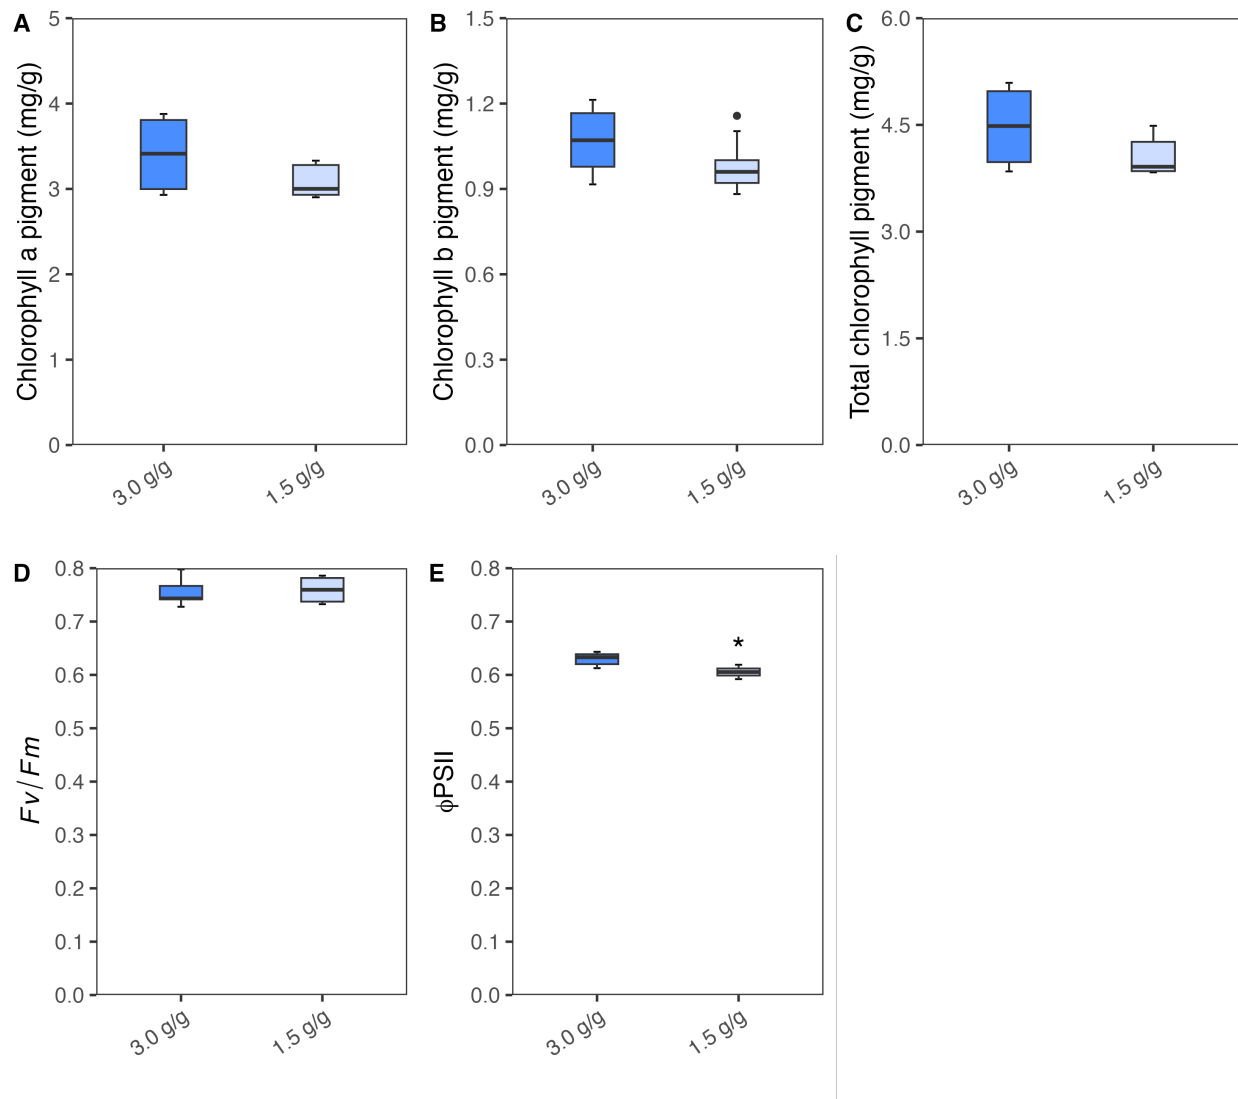 A
Chlorophyll a pigment (mg/g)
5
4
3
2
1
0
3.0 g/g
1.5 g/g
B
Chlorophyll b pigment (mg/g)
1.5
1.2
0.9
0.6
0.3
0.0
3.0 g/g
1.5 g/g
C
Total chlorophyll pigment (mg/g)
6.0
4.5
3.0
1.5
0.0
3.0 g/g
1.5 g/g
D
Fv/Fm
0.8
0.7
0.6
0.5
0.4
0.3
0.2
0.1
0.0
3.0 g/g
1.5 g/g
E
ϕPSII
0.8
0.7
0.6
0.5
0.4
0.3
0.2
0.1
0.0
*
3.0 g/g
1.5 g/g